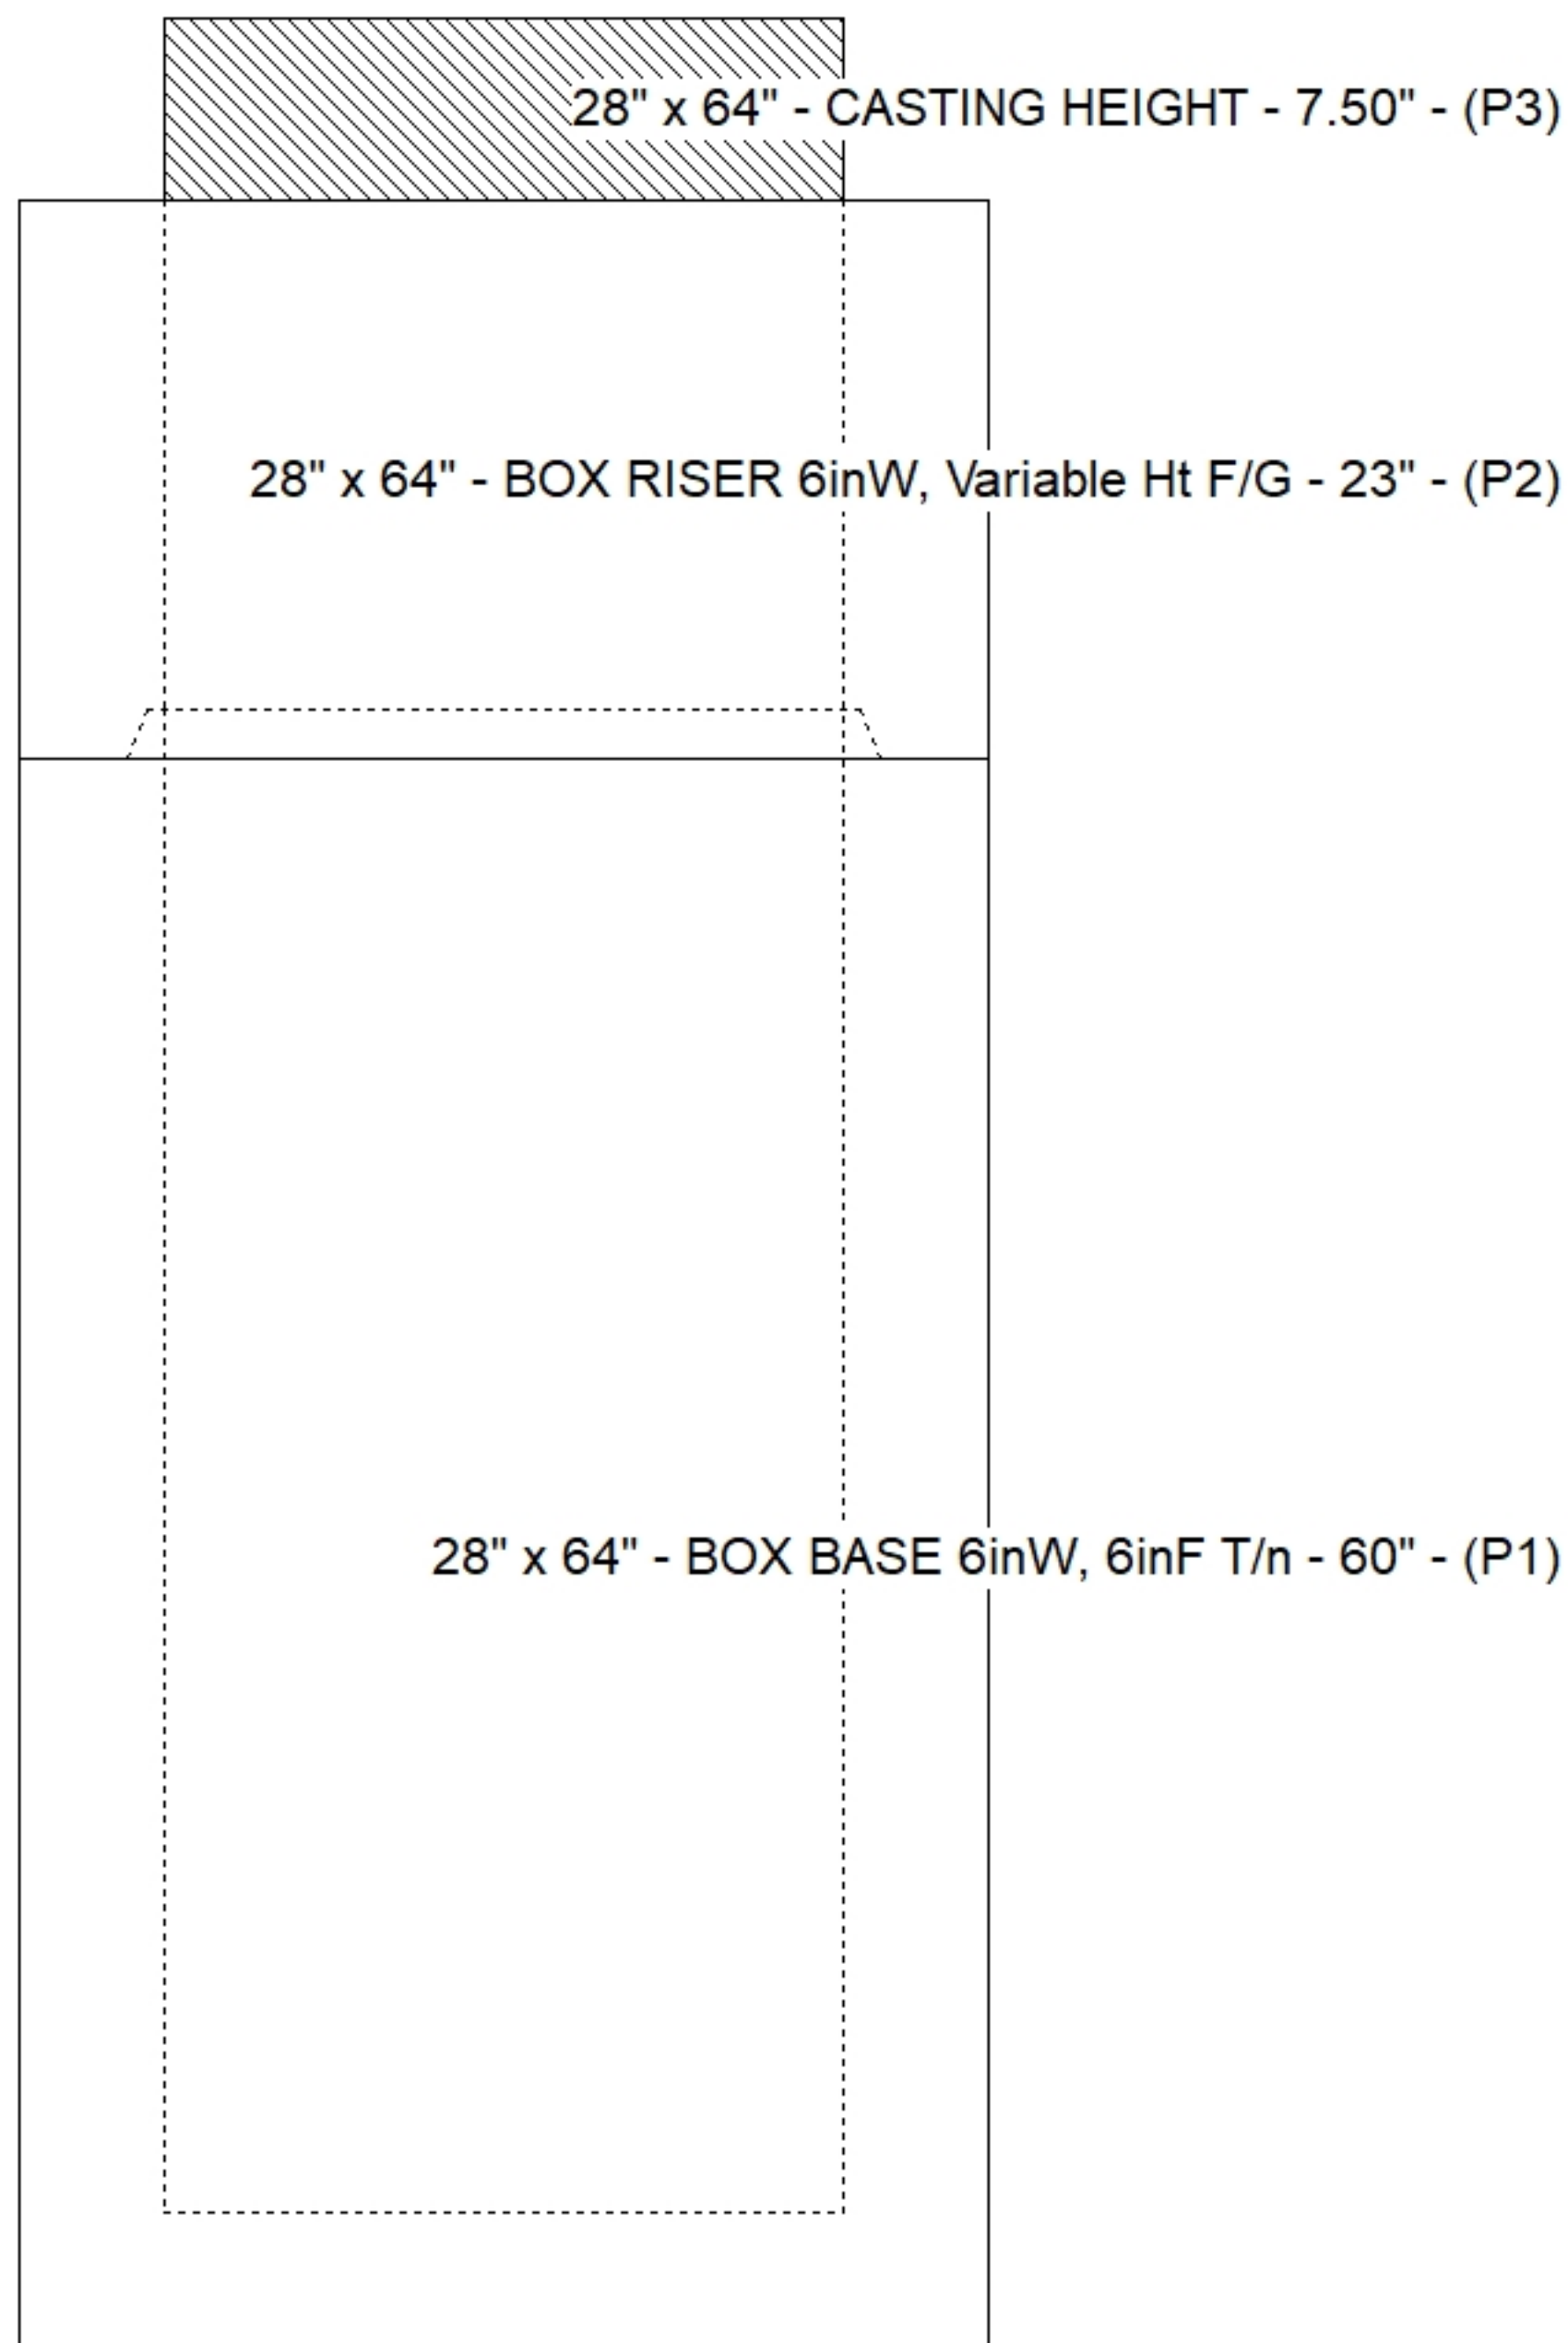 28" x 64" - CASTING HEIGHT - 7.50" - (P3)
28" x 64" - BOX RISER 6inW, Variable Ht F/G - 23" - (P2)
28" x 64" - BOX BASE 6inW, 6inF T/n - 60" - (P1)